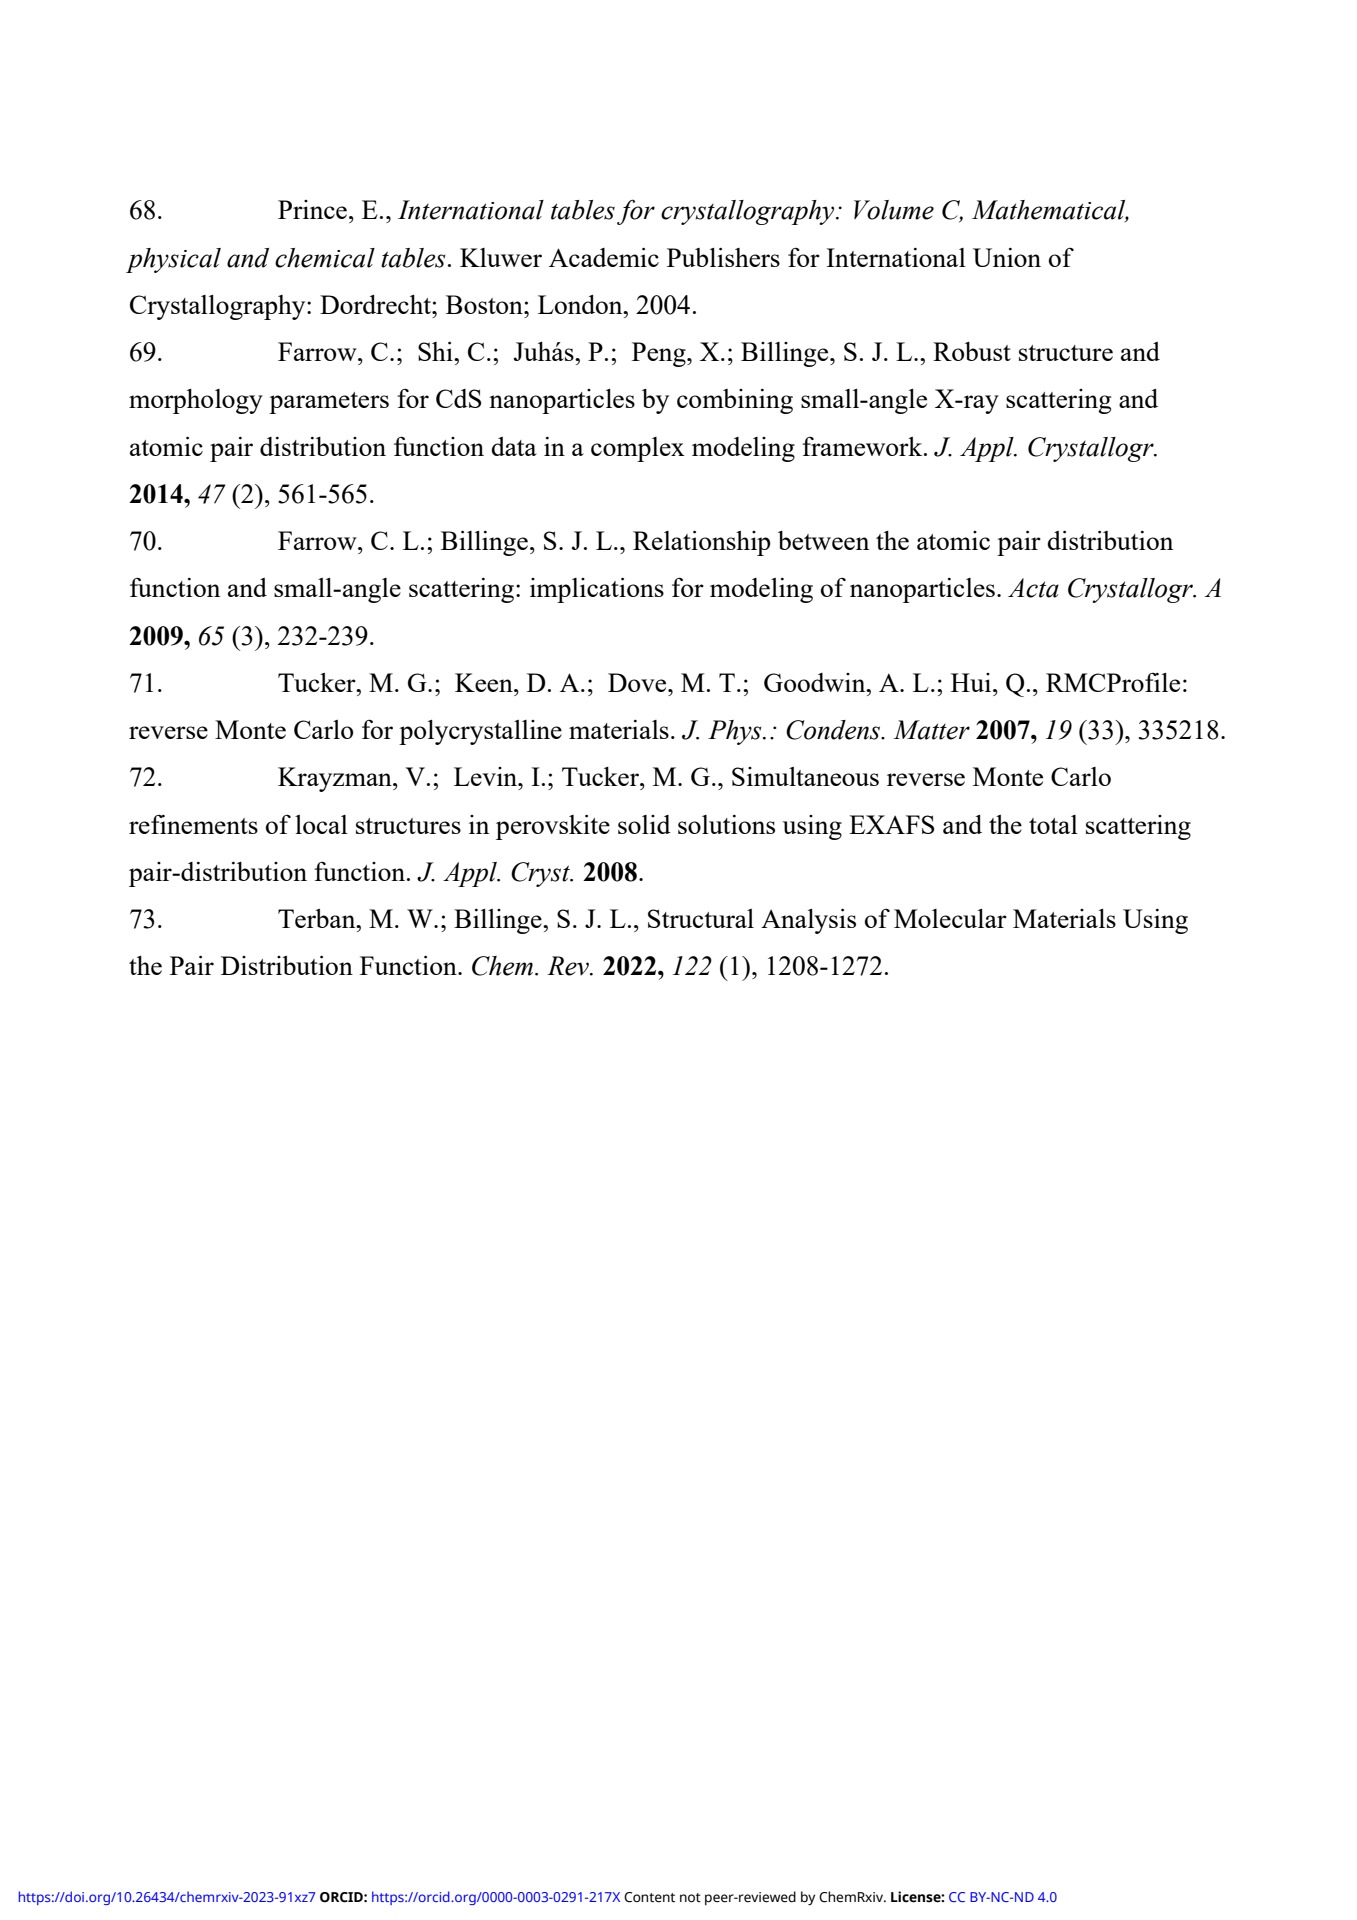 68. Prince, E., International tables for crystallography: Volume C, Mathematical,
physical and chemical tables. Kluwer Academic Publishers for International Union of
Crystallography: Dordrecht; Boston; London, 2004.
69. Farrow, C.; Shi, C.; Juhás, P.; Peng, X.; Billinge, S. J. L., Robust structure and
morphology parameters for CdS nanoparticles by combining small-angle X-ray scattering and
atomic pair distribution function data in a complex modeling framework. J. Appl. Crystallogr.
2014, 47 (2), 561-565.
70. Farrow, C. L.; Billinge, S. J. L., Relationship between the atomic pair distribution
function and small-angle scattering: implications for modeling of nanoparticles. Acta Crystallogr. A
2009, 65 (3), 232-239.
71. Tucker, M. G.; Keen, D. A.; Dove, M. T.; Goodwin, A. L.; Hui, Q., RMCProfile:
reverse Monte Carlo for polycrystalline materials. J. Phys.: Condens. Matter 2007, 19 (33), 335218.
72. Krayzman, V.; Levin, I.; Tucker, M. G., Simultaneous reverse Monte Carlo
refinements of local structures in perovskite solid solutions using EXAFS and the total scattering
pair-distribution function. J. Appl. Cryst. 2008.
73. Terban, M. W.; Billinge, S. J. L., Structural Analysis of Molecular Materials Using
the Pair Distribution Function. Chem. Rev. 2022, 122 (1), 1208-1272.
https://doi.org/10.26434/chemrxiv-2023-91xz7 ORCID: https://orcid.org/0000-0003-0291-217X Content not peer-reviewed by ChemRxiv. License: CC BY-NC-ND 4.0